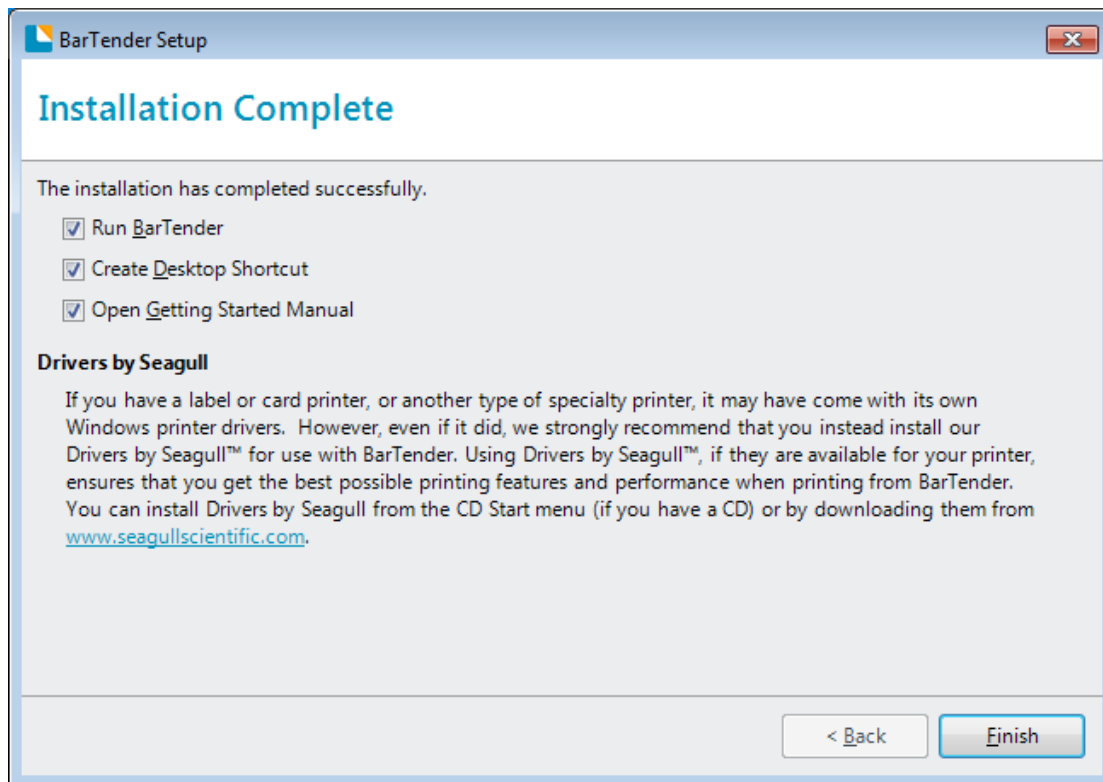 BarTender Setup
Installation Complete
The installation has completed successfully.
Run BarTender
Create Desktop Shortcut
Open Getting Started Manual
Drivers by Seagull
If you have a label or card printer, or another type of specialty printer, it may have come with its own
Windows printer drivers.  However, even if it did, we strongly recommend that you instead install our
Drivers by Seagull™ for use with BarTender. Using Drivers by Seagull™, if they are available for your printer,
ensures that you get the best possible printing features and performance when printing from BarTender.
You can install Drivers by Seagull from the CD Start menu (if you have a CD) or by downloading them from
www.seagullscientific.com.
< Back
Finish